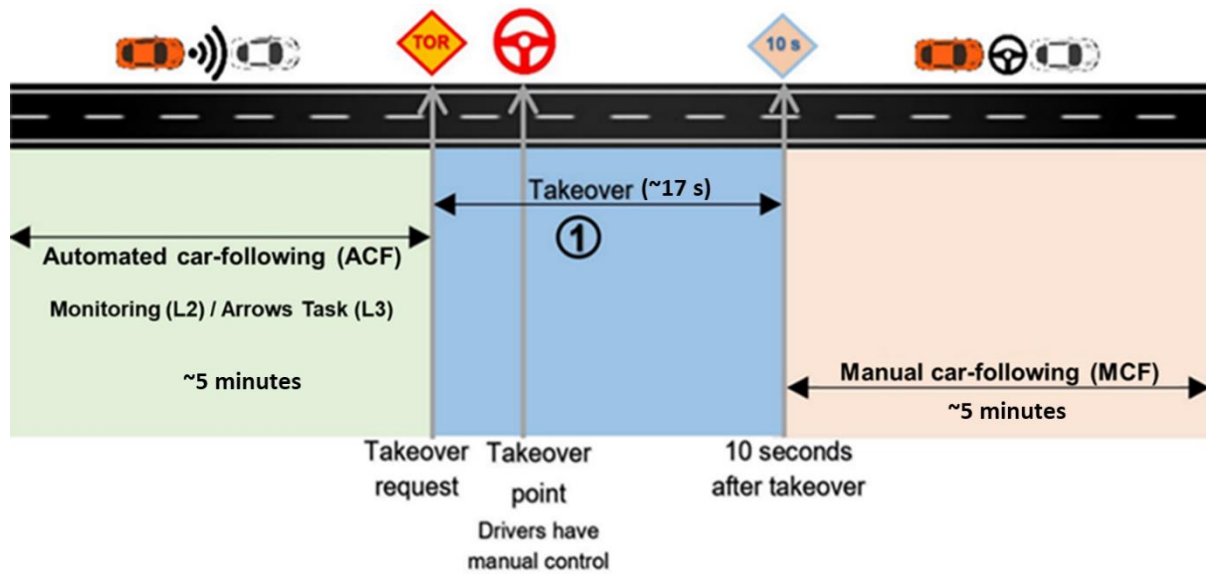 TOR
10 s
Takeover (~17 s)
1
Automated car-following (ACF)
Monitoring (L2) / Arrows Task (L3)
~5 minutes
Manual car-following (MCF)
~5 minutes
Takeover
request
Takeover
point
Drivers have
manual control
10 seconds
after takeover